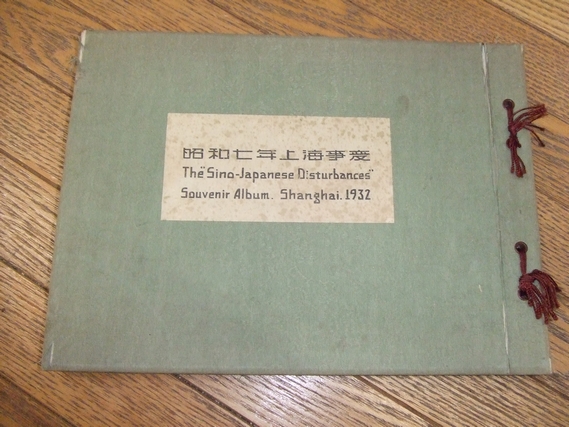 昭和七年上海事変
The "Sino-Japanese Disturbances"
Souvenir Album. Shanghai. 1932